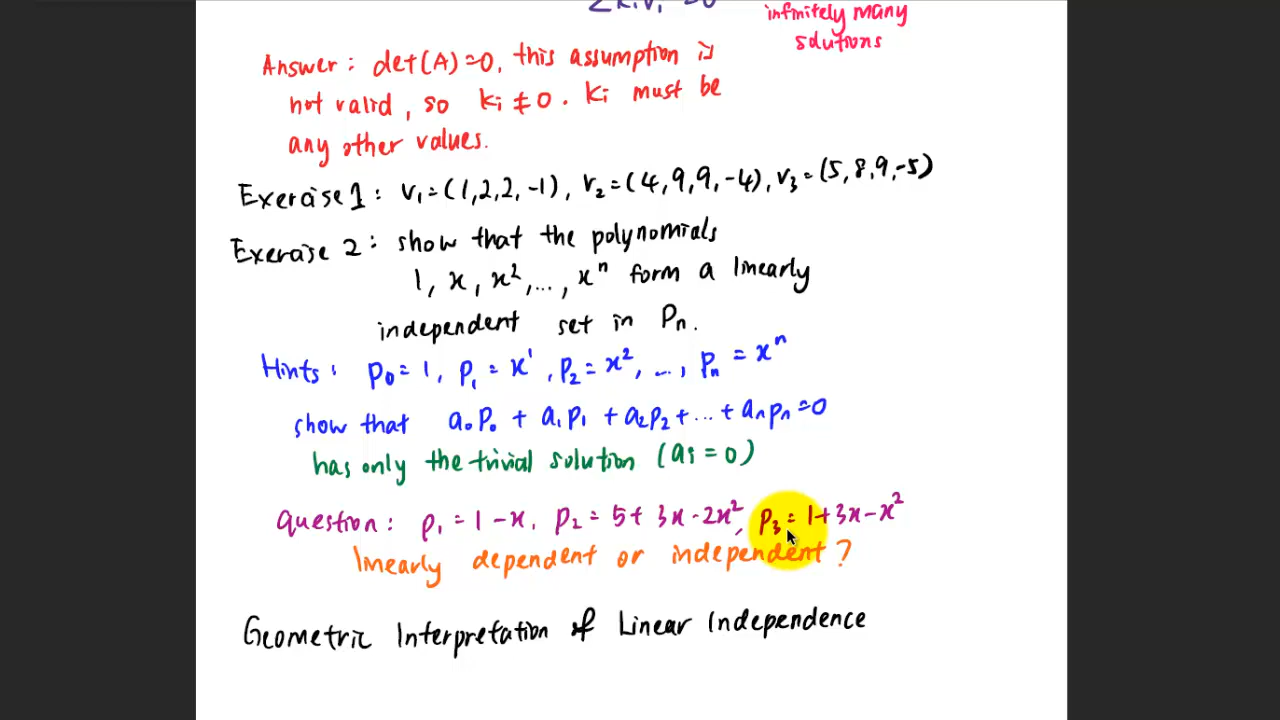 Σkivi = 0
infinitely many
solutions
Answer: det(A)=0, this assumption is
not valid, so ki ≠ 0. ki must be
any other values.
Exercise 1: v₁=(1,2,2,-1), v₂=(4,9,9,-4), v₃=(5,8,9,-5)
Exercise 2: show that the polynomials
1, x, x², ..., xⁿ form a linearly
independent set in Pn.
Hints: p₀=1, p₁=x¹, p₂=x², ..., pn = xⁿ
show that a₀p₀ + a₁p₁ + a₂p₂ + ... + anpn=0
has only the trivial solution (ai = 0)
Question: p₁ = 1-x, p₂ = 5+3x-2x², p₃ = 1+3x-x²
linearly dependent or independent?
Geometric Interpretation of Linear Independence